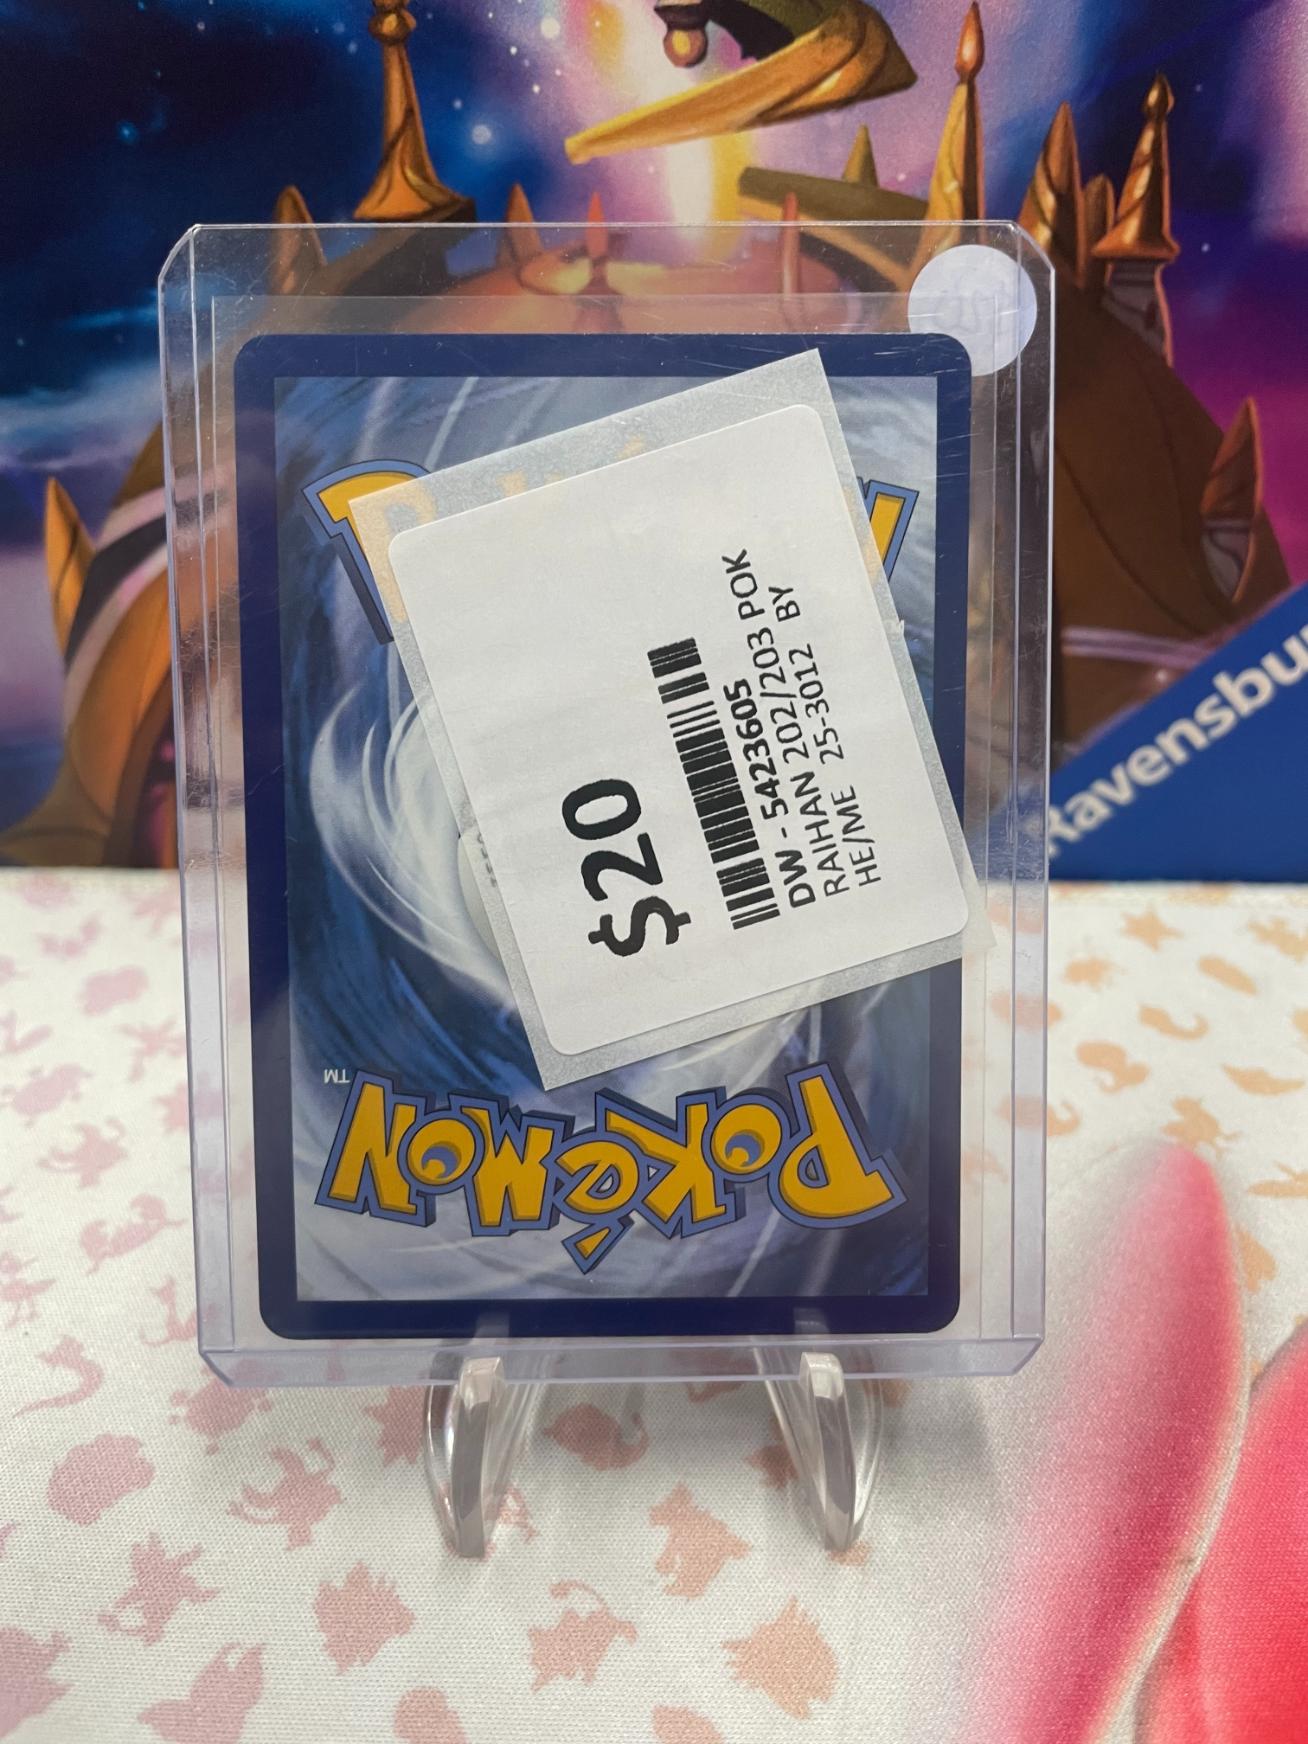 $20
DW - 5423605
RAIHAN 202/203 POK
HE/ME 25-3012 BY
POKéMON
TM
Ravensbu